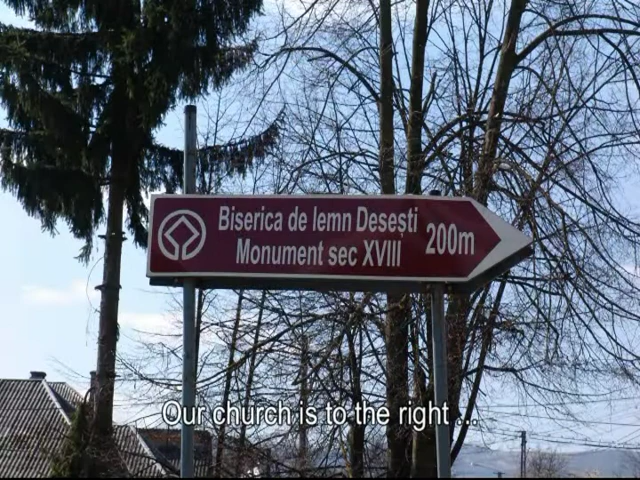 Biserica de lemn Desești
Monument sec XVIII
200m
Our church is to the right ...